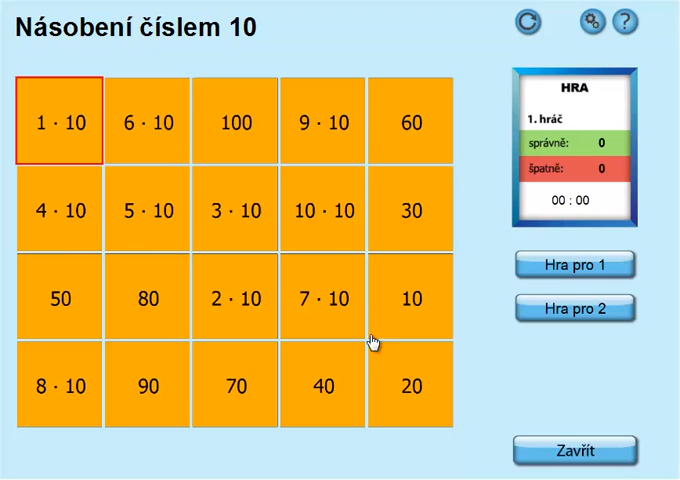 Násobení číslem 10
1 · 10 6 · 10 100 9 · 10 60
4 · 10 5 · 10 3 · 10 10 · 10 30
50 80 2 · 10 7 · 10 10
8 · 10 90 70 40 20
?
HRA
1. hráč
správně: 0
špatně: 0
00 : 00
Hra pro 1
Hra pro 2
Zavřít